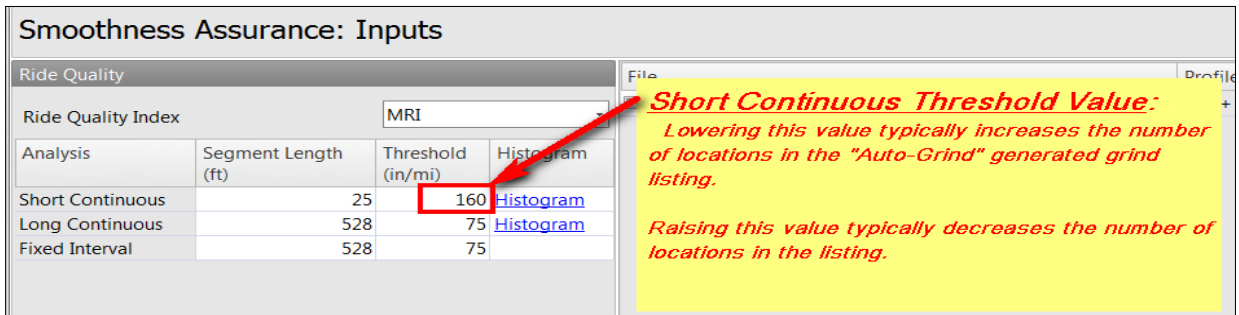 Smoothness Assurance: Inputs
Ride Quality
Ride Quality Index MRI
Analysis Segment Length (ft) Threshold (in/mi) Histogram
Short Continuous 25 160 Histogram
Long Continuous 528 75 Histogram
Fixed Interval 528 75
File Profile
+
Short Continuous Threshold Value:
Lowering this value typically increases the number
of locations in the "Auto-Grind" generated grind
listing.
Raising this value typically decreases the number of
locations in the listing.